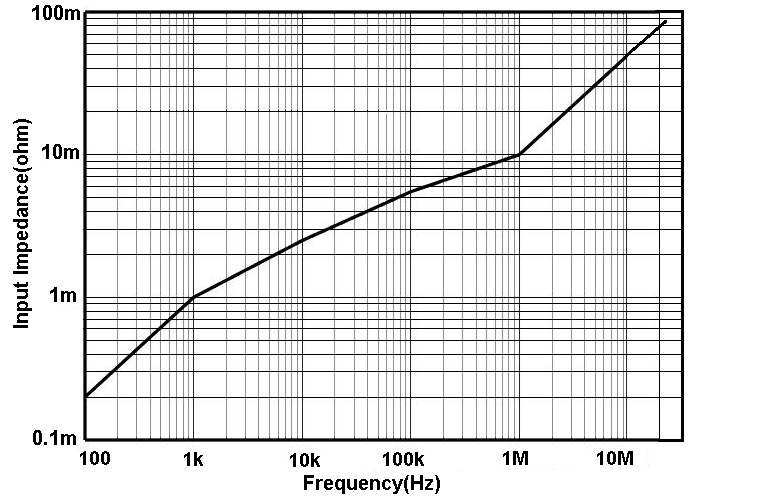 100m
10m
1m
0.1m
Input Impedance(ohm)
100 1k 10k 100k 1M 10M
Frequency(Hz)